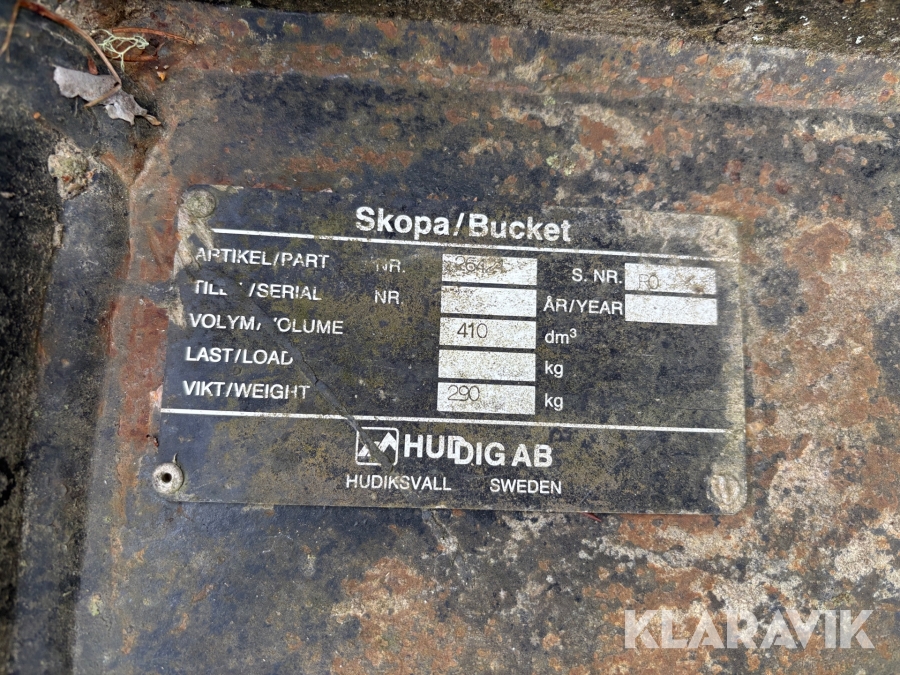 Skopa/Bucket
ARTIKEL/PART NR. S. NR.
/SERIAL NR. ÅR/YEAR
VOLYM/VOLUME 410 dm³
LAST/LOAD kg
VIKT/WEIGHT 290 kg
HUDDIG AB
HUDIKSVALL SWEDEN
KLARAVIK